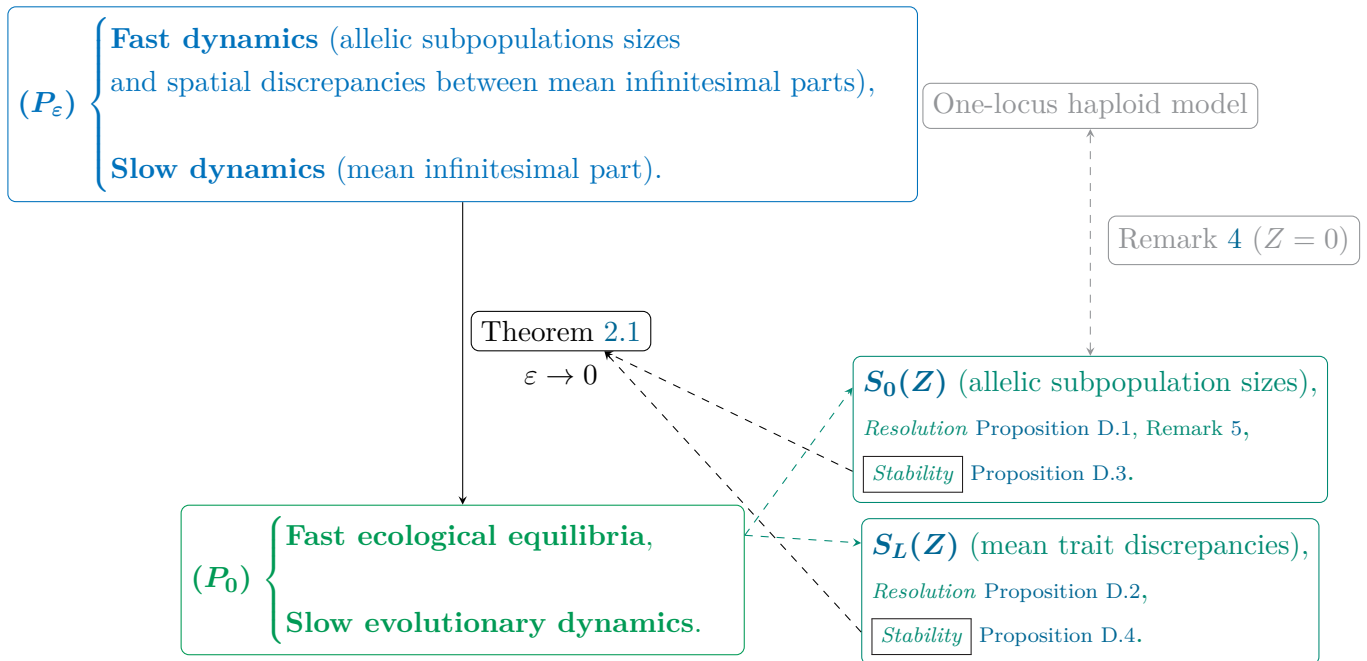 (P_ε)
Fast dynamics (allelic subpopulations sizes
and spatial discrepancies between mean infinitesimal parts),
Slow dynamics (mean infinitesimal part).
One-locus haploid model
Remark 4 (Z = 0)
Theorem 2.1
ε → 0
S_0(Z) (allelic subpopulation sizes),
Resolution Proposition D.1, Remark 5,
Stability Proposition D.3.
(P_0)
Fast ecological equilibria,
Slow evolutionary dynamics.
S_L(Z) (mean trait discrepancies),
Resolution Proposition D.2,
Stability Proposition D.4.